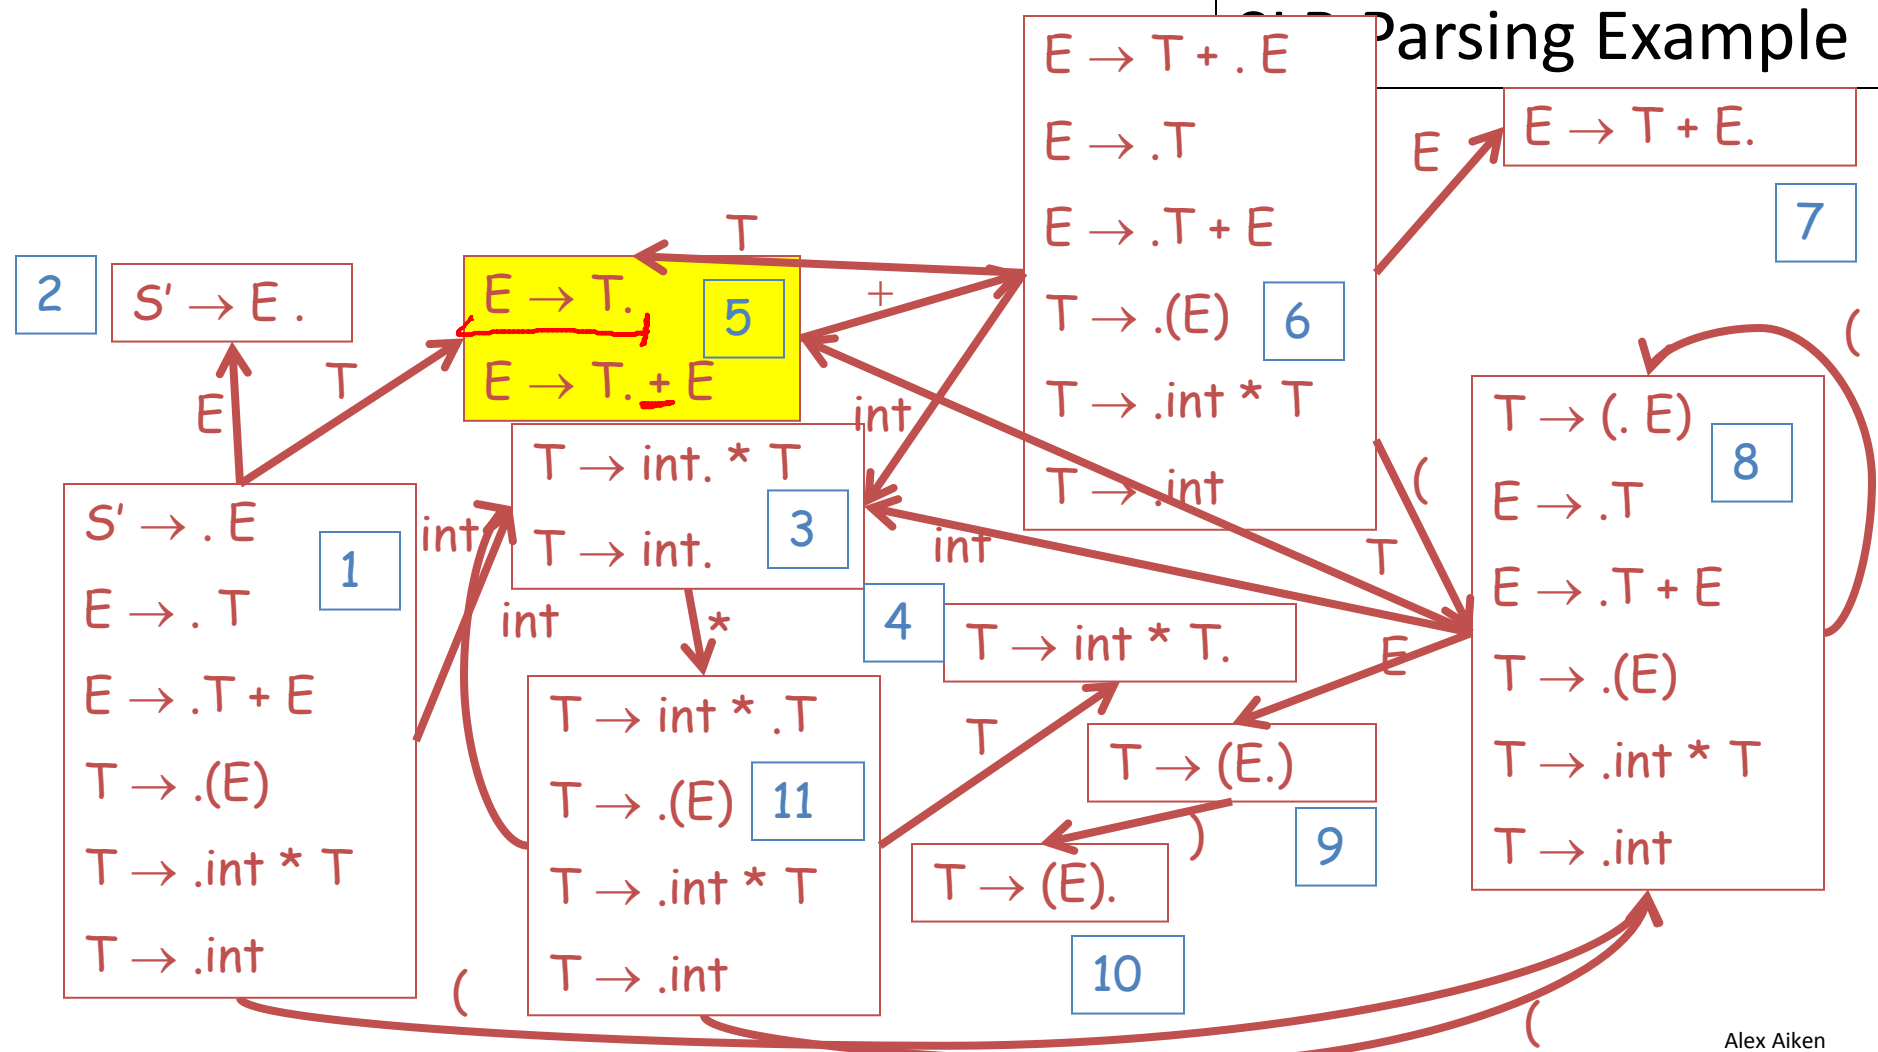 Parsing Example
E → T + . E
E → .T
E → .T + E
T → .(E)
T → .int * T
T → .int
6
E
E → T + E.
7
2
S' → E .
T
E → T.
E → T. + E
5
+
(
T
E
int
T → int. * T
T → int.
3
T → (. E)
E → .T
E → .T + E
T → .(E)
T → .int * T
T → .int
8
(
S' → . E
E → . T
E → .T + E
T → .(E)
T → .int * T
T → .int
1
int
int
int
T
*
4
T → int * T.
E
T → int * .T
T → .(E)
T → .int * T
T → .int
11
T
T → (E.)
9
)
T → (E).
10
(
(
Alex Aiken